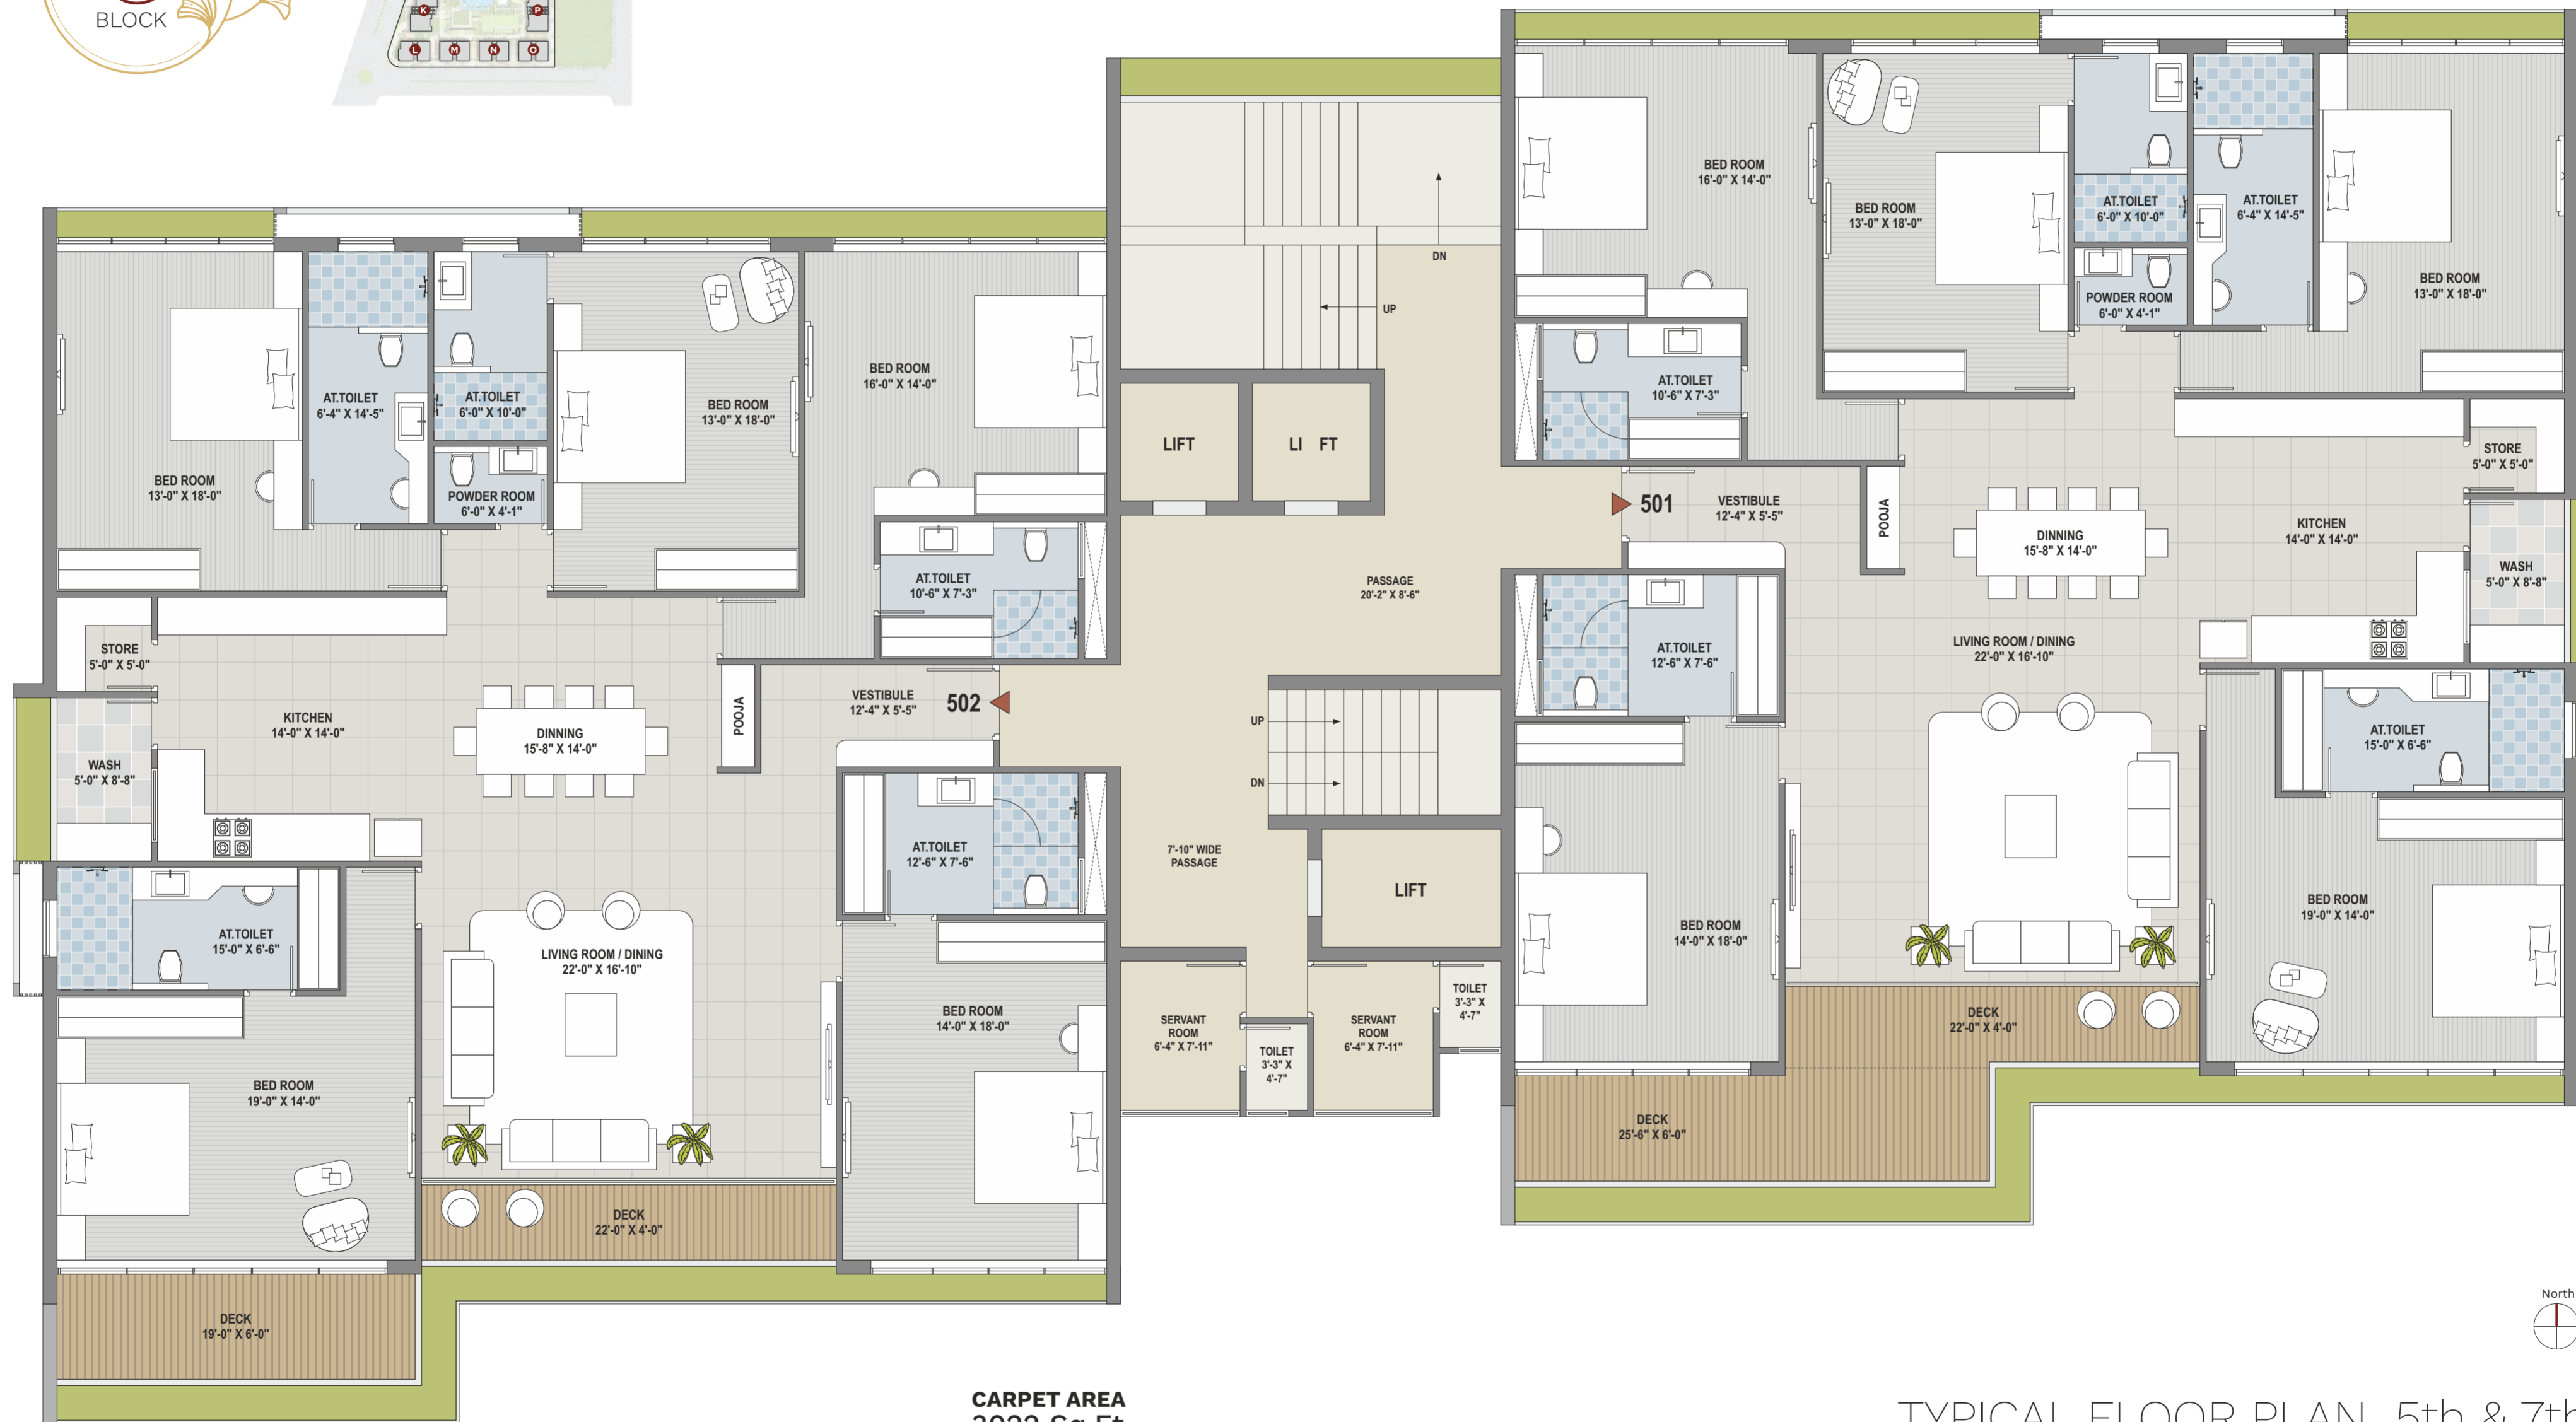 BLOCK
K
P
L
M
N
O
BED ROOM
16'-0" X 14'-0"
BED ROOM
13'-0" X 18'-0"
AT.TOILET
6'-0" X 10'-0"
AT.TOILET
6'-4" X 14'-5"
BED ROOM
13'-0" X 18'-0"
POWDER ROOM
6'-0" X 4'-1"
AT.TOILET
10'-6" X 7'-3"
501
VESTIBULE
12'-4" X 5'-5"
POOJA
DINNING
15'-8" X 14'-0"
KITCHEN
14'-0" X 14'-0"
STORE
5'-0" X 5'-0"
WASH
5'-0" X 8'-8"
LIVING ROOM / DINING
22'-0" X 16'-10"
AT.TOILET
12'-6" X 7'-6"
AT.TOILET
15'-0" X 6'-6"
BED ROOM
14'-0" X 18'-0"
BED ROOM
19'-0" X 14'-0"
DECK
22'-0" X 4'-0"
DECK
25'-6" X 6'-0"
DN
UP
LIFT
LI FT
PASSAGE
20'-2" X 8'-6"
UP
DN
7'-10" WIDE
PASSAGE
LIFT
SERVANT
ROOM
6'-4" X 7'-11"
TOILET
3'-3" X
4'-7"
SERVANT
ROOM
6'-4" X 7'-11"
TOILET
3'-3" X
4'-7"
BED ROOM
13'-0" X 18'-0"
AT.TOILET
6'-4" X 14'-5"
AT.TOILET
6'-0" X 10'-0"
POWDER ROOM
6'-0" X 4'-1"
BED ROOM
13'-0" X 18'-0"
BED ROOM
16'-0" X 14'-0"
AT.TOILET
10'-6" X 7'-3"
STORE
5'-0" X 5'-0"
KITCHEN
14'-0" X 14'-0"
WASH
5'-0" X 8'-8"
DINNING
15'-8" X 14'-0"
POOJA
VESTIBULE
12'-4" X 5'-5"
502
AT.TOILET
12'-6" X 7'-6"
AT.TOILET
15'-0" X 6'-6"
LIVING ROOM / DINING
22'-0" X 16'-10"
BED ROOM
14'-0" X 18'-0"
BED ROOM
19'-0" X 14'-0"
DECK
22'-0" X 4'-0"
DECK
19'-0" X 6'-0"
North
CARPET AREA
Sq.Ft
TYPICAL FLOOR PLAN 5th & 7th